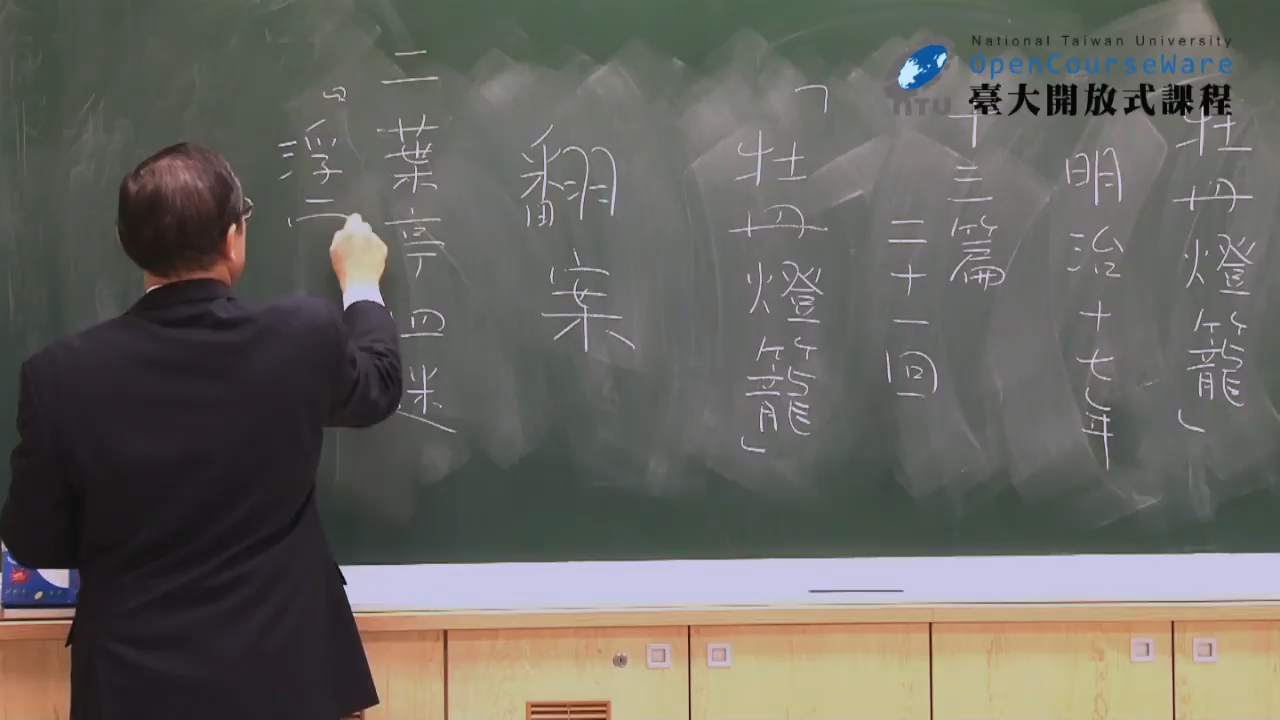 National Taiwan University
OpenCourseWare
臺大開放式課程
NTU
牡丹燈籠」
明治十七年
十三篇
二十一回
「牡丹燈籠」
翻案
二葉亭四迷
浮